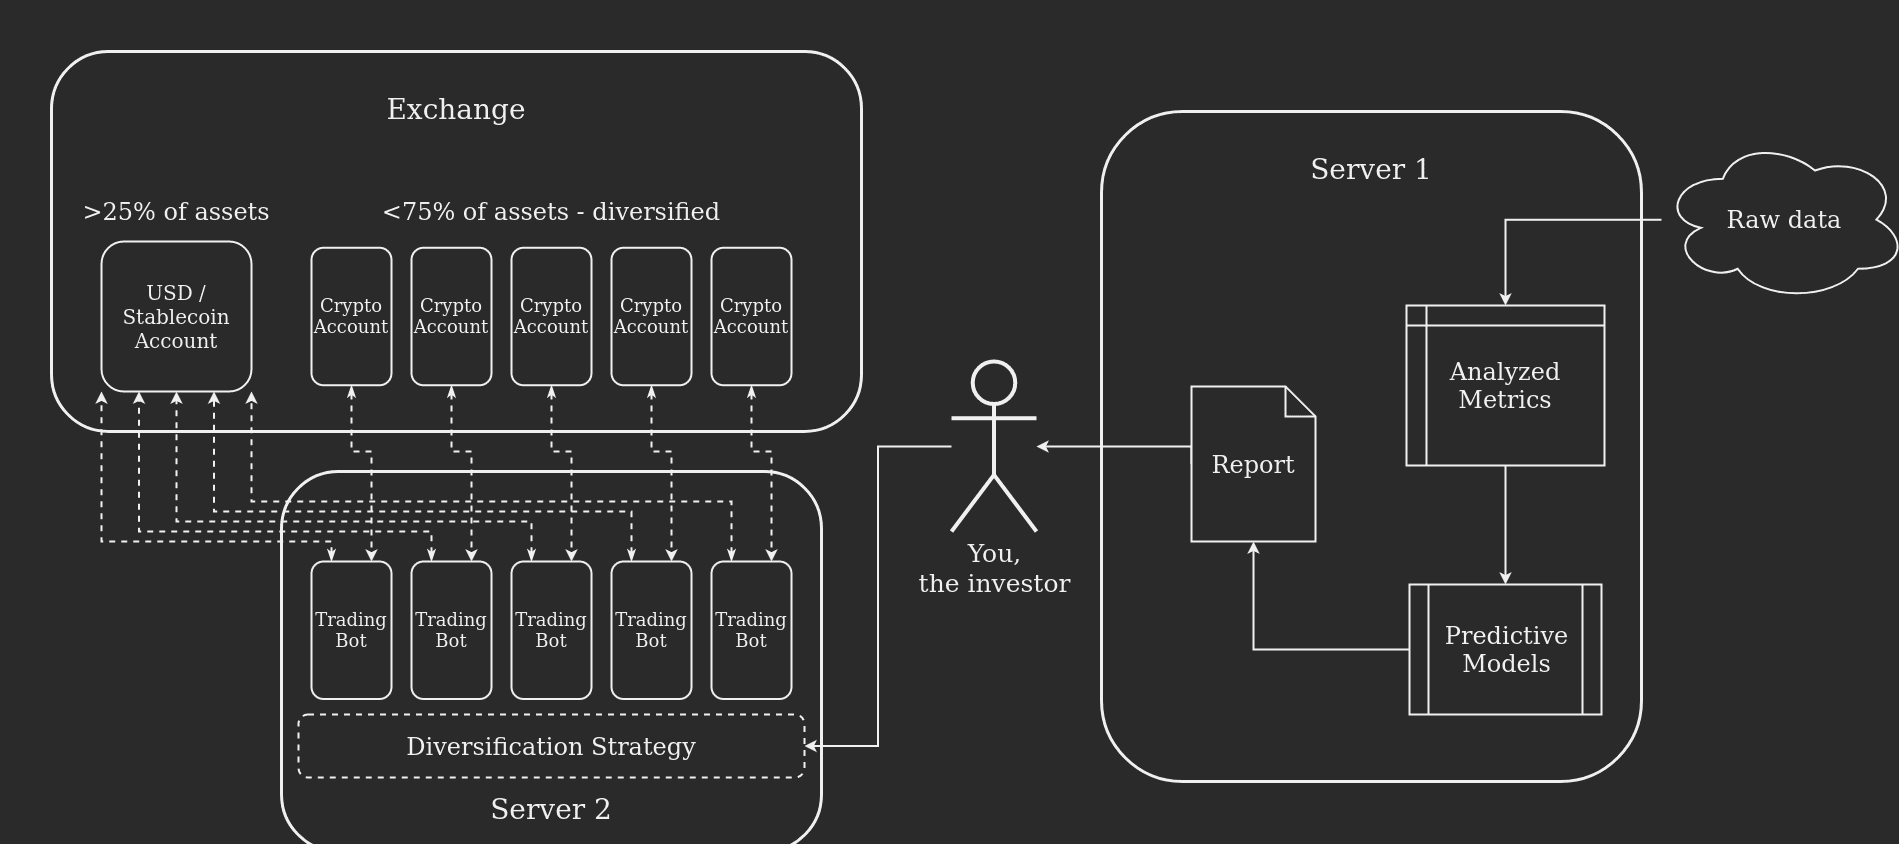 Exchange
>25% of assets
<75% of assets - diversified
USD /
Stablecoin
Account
Crypto
Account
Crypto
Account
Crypto
Account
Crypto
Account
Crypto
Account
Trading
Bot
Trading
Bot
Trading
Bot
Trading
Bot
Trading
Bot
Diversification Strategy
Server 2
You,
the investor
Server 1
Report
Analyzed
Metrics
Predictive
Models
Raw data